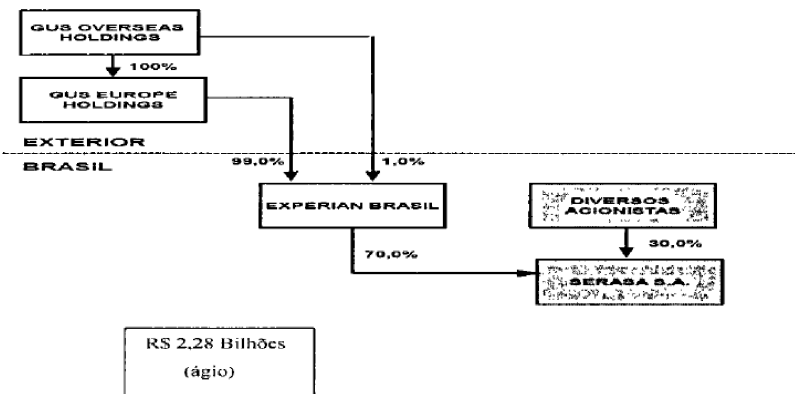 GUS OVERSEAS
HOLDINGS
100%
GUS EUROPE
HOLDINGS
EXTERIOR
BRASIL
99,0%
1,0%
EXPERIAN BRASIL
DIVERSOS
ACIONISTAS
70,0%
30,0%
SERASA S.A.
R$ 2,28 Bilhões
(ágio)